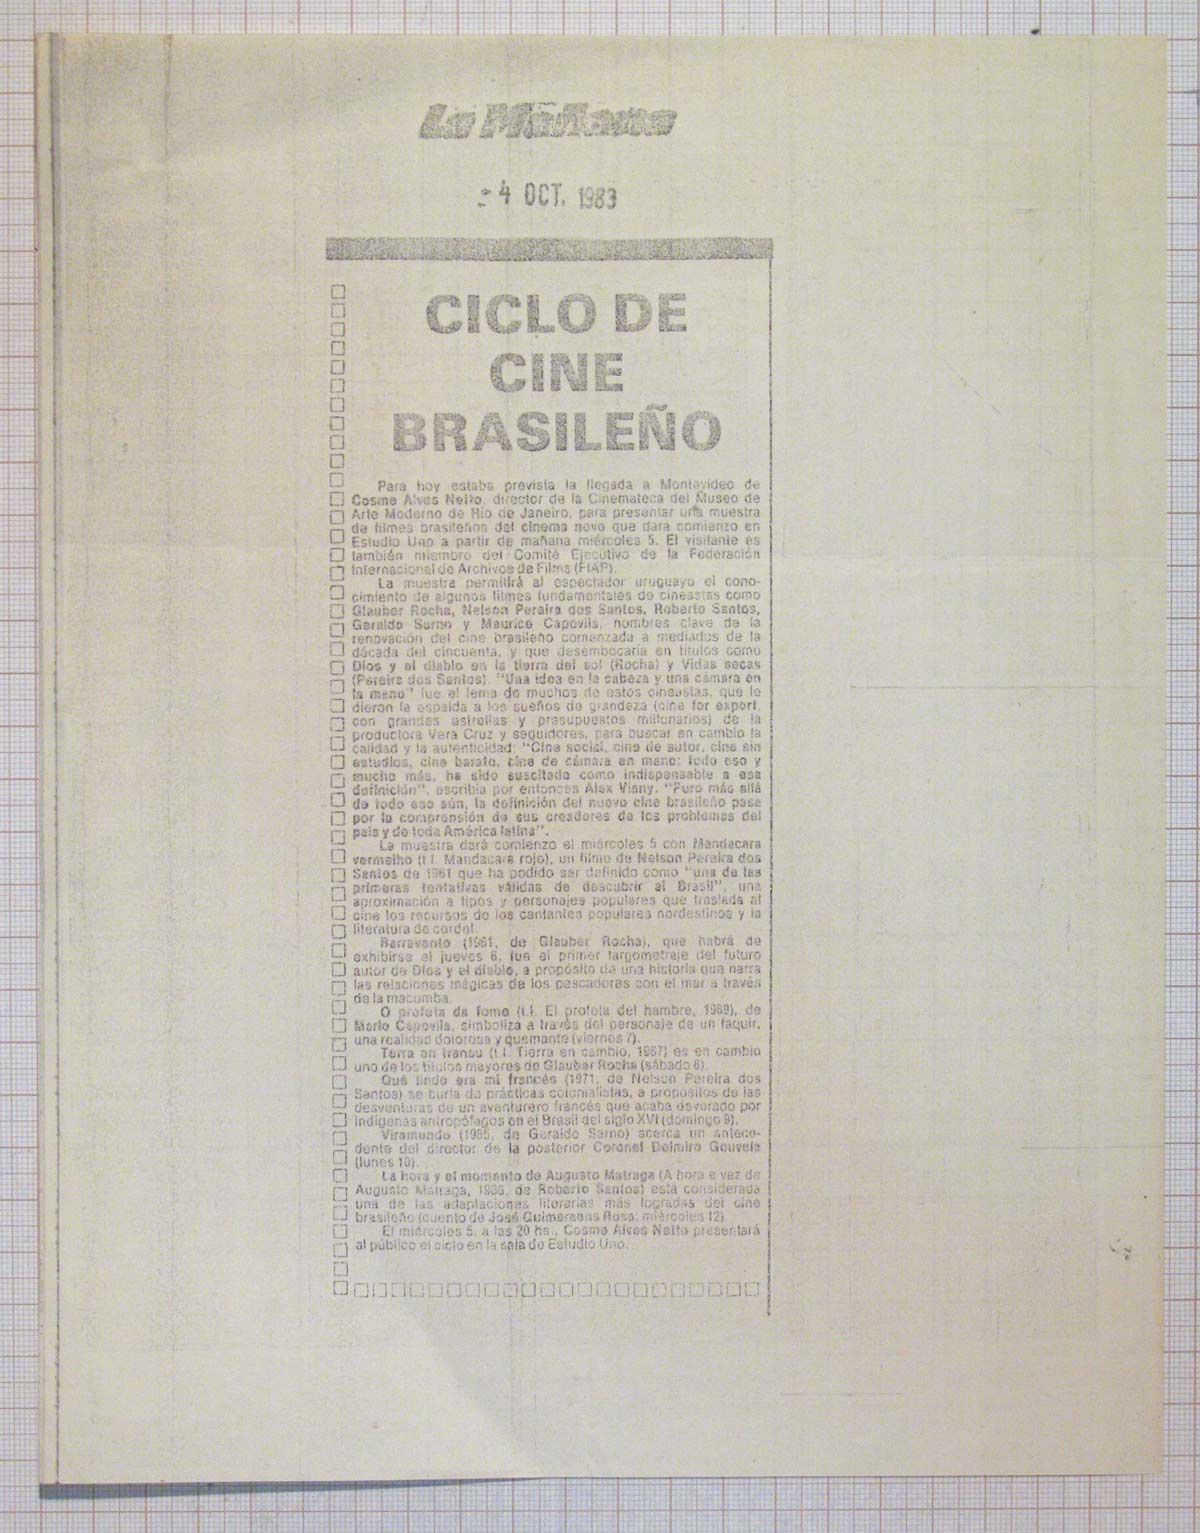 La Mañana
- 4 OCT. 1983
CICLO DE
CINE
BRASILEÑO
Para hoy estaba prevista la llegada a Montevideo de
Cosme Alves Netto, director de la Cinemateca del Museo de
Arte Moderno de Río de Janeiro, para presentar una muestra
de filmes brasileños del cinema novo que dará comienzo en
Estudio Uno a partir de mañana miércoles 5. El visitante es
también miembro del Comité Ejecutivo de la Federación
Internacional de Archivos de Films (FIAP).
La muestra permitirá al espectador uruguayo el cono-
cimiento de algunos filmes fundamentales de cineastas como
Glauber Rocha, Nelson Pereira dos Santos, Roberto Santos,
Geraldo Sarno y Maurice Capovila, nombres clave de la
renovación del cine brasileño comenzada a mediados de la
década del cincuenta, y que desembocaría en títulos como
Dios y el diablo en la tierra del sol (Rocha) y Vidas secas
(Pereira dos Santos). "Una idea en la cabeza y una cámara en
la mano" fue el lema de muchos de estos cineastas, que le
dieron la espalda a los sueños de grandeza (cine for export,
con grandes estrellas y presupuestos millonarios) de la
productora Vera Cruz y seguidores, para buscar en cambio la
calidad y la autenticidad: "Cine social, cine de autor, cine sin
estudios, cine barato, cine de cámara en mano: todo eso y
mucho más, ha sido suscitado como indispensable a esa
definición", escribía por entonces Alex Viany. "Pero más allá
de todo eso aún, la definición del nuevo cine brasileño pasa
por la comprensión de sus creadores de los problemas del
país y de toda América latina".
La muestra dará comienzo el miércoles 5 con Mandacara
vermelho (t.l. Mandacara rojo), un filme de Nelson Pereira dos
Santos de 1961 que ha podido ser definido como "una de las
primeras tentativas válidas de descubrir al Brasil", una
aproximación a tipos y personajes populares que traslada al
cine los recursos de los cantantes populares nordestinos y la
literatura de cordel.
Barravento (1961, de Glauber Rocha), que habrá de
exhibirse el jueves 6, fue el primer largometraje del futuro
autor de Dios y el diablo, a propósito de una historia que narra
las relaciones mágicas de los pescadores con el mar a través
de la macumba.
O profeta da fome (t.l. El profeta del hambre, 1969), de
Mario Capovila, simboliza a través del personaje de un faquir,
una realidad dolorosa y quemante (viernes 7).
Terra en transu (t.l. Tierra en cambio, 1967) es en cambio
uno de los títulos mayores de Glauber Rocha (sábado 8).
Qué lindo era mi francés (1971, de Nelson Pereira dos
Santos) se burla de prácticas colonialistas, a propósitos de las
desventuras de un aventurero francés que acaba devorado por
indígenas antropófagos en el Brasil del siglo XVI (domingo 9).
Viramundo (1965, de Geraldo Sarno) acerca un antece-
dente del director de la posterior Coronel Delmiro Gouveia
(lunes 10).
La hora y el momento de Augusto Matraga (A hora e vez de
Augusto Matraga, 1966, de Roberto Santos) está considerada
una de las adaptaciones literarias más logradas del cine
brasileño (cuento de José Guimeraens Rosa, miércoles 12).
El miércoles 5, a las 20 hs., Cosme Alves Netto presentará
al público el ciclo en la sala de Estudio Uno.